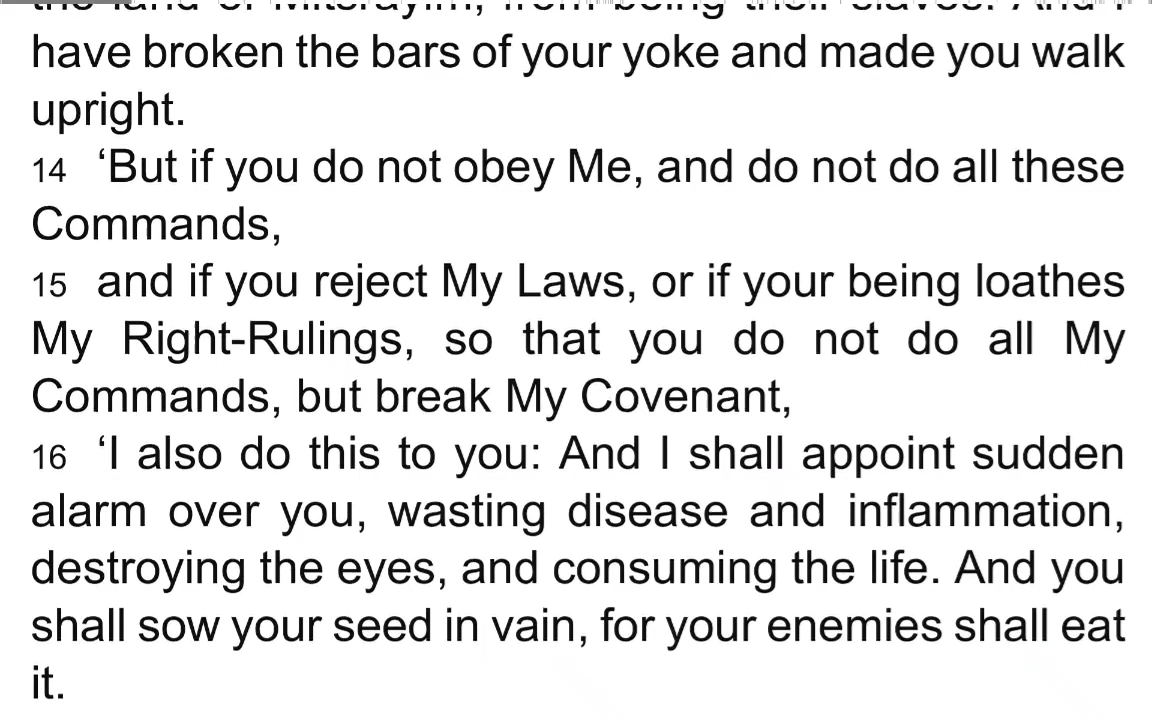 have broken the bars of your yoke and made you walk
upright.
14 ‘But if you do not obey Me, and do not do all these
Commands,
15 and if you reject My Laws, or if your being loathes
My Right-Rulings, so that you do not do all My
Commands, but break My Covenant,
16 ‘I also do this to you: And I shall appoint sudden
alarm over you, wasting disease and inflammation,
destroying the eyes, and consuming the life. And you
shall sow your seed in vain, for your enemies shall eat
it.